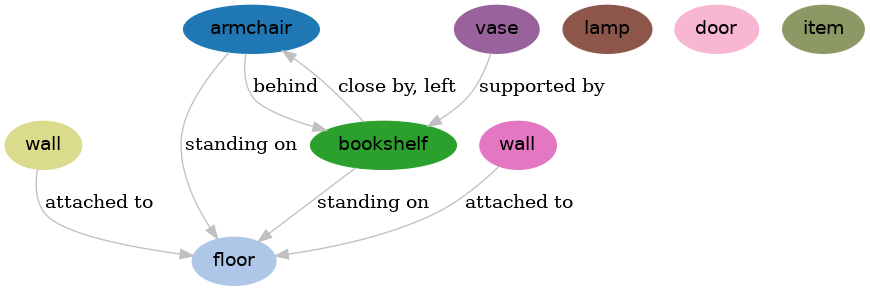 armchair
vase
lamp
door
item
behind
close by, left
supported by
wall
standing on
bookshelf
wall
attached to
standing on
attached to
floor